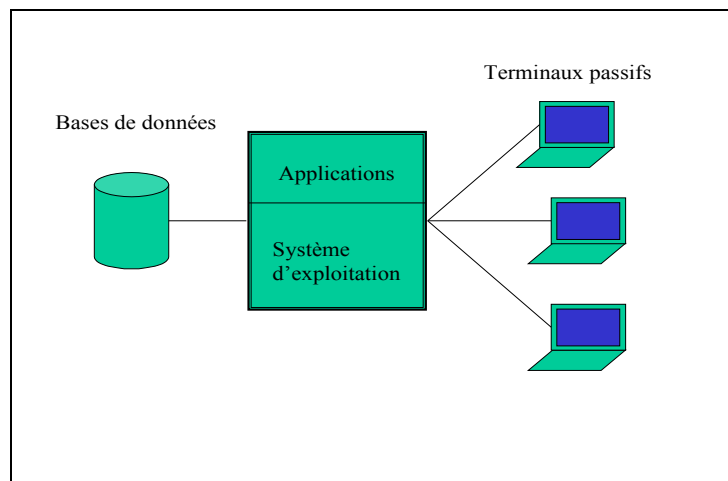 Terminaux passifs
Bases de données
Applications
Système
d'exploitation